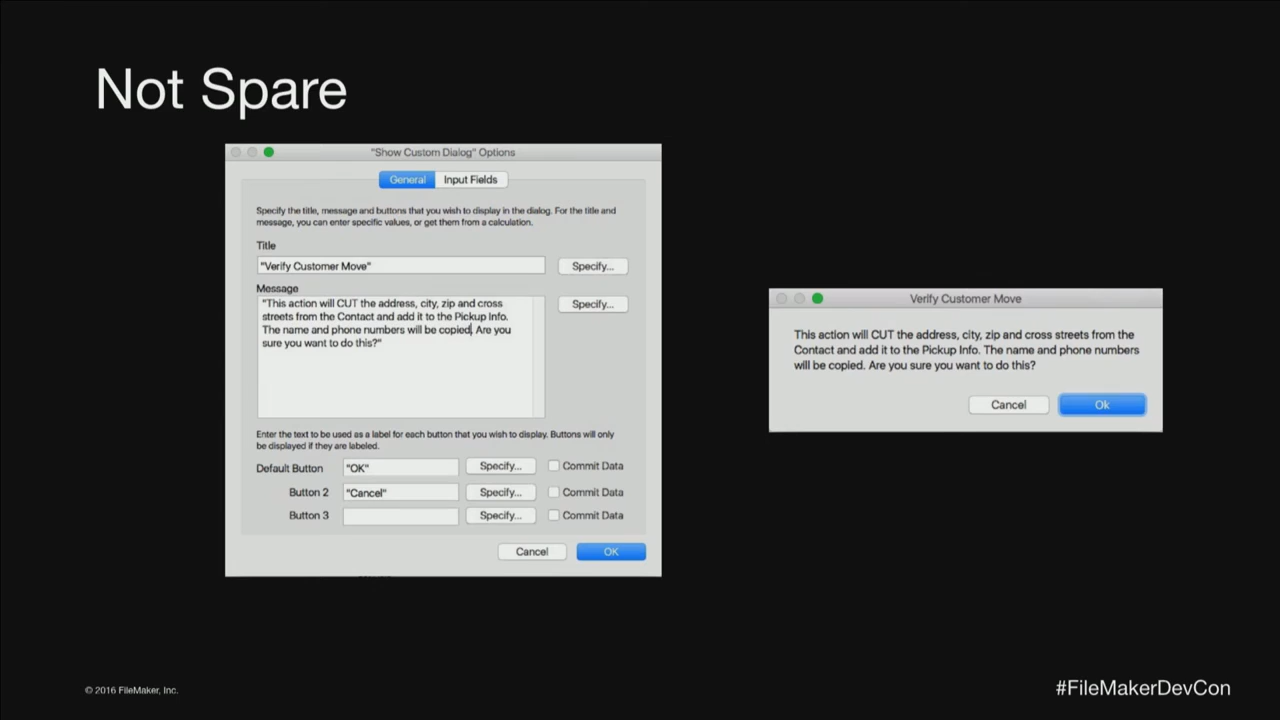 Not Spare
"Show Custom Dialog" Options
General
Input Fields
Specify the title, message and buttons that you wish to display in the dialog. For the title and
message, you can enter specific values, or get them from a calculation.
Title
"Verify Customer Move"
Specify...
Message
"This action will CUT the address, city, zip and cross
streets from the Contact and add it to the Pickup Info.
The name and phone numbers will be copied. Are you
sure you want to do this?"
Specify...
Enter the text to be used as a label for each button that you wish to display. Buttons will only
be displayed if they are labeled.
Default Button "OK" Specify... Commit Data
Button 2 "Cancel" Specify... Commit Data
Button 3 Specify... Commit Data
Cancel
OK
Verify Customer Move
This action will CUT the address, city, zip and cross streets from the
Contact and add it to the Pickup Info. The name and phone numbers
will be copied. Are you sure you want to do this?
Cancel
Ok
© 2016 FileMaker, Inc.
#FileMakerDevCon